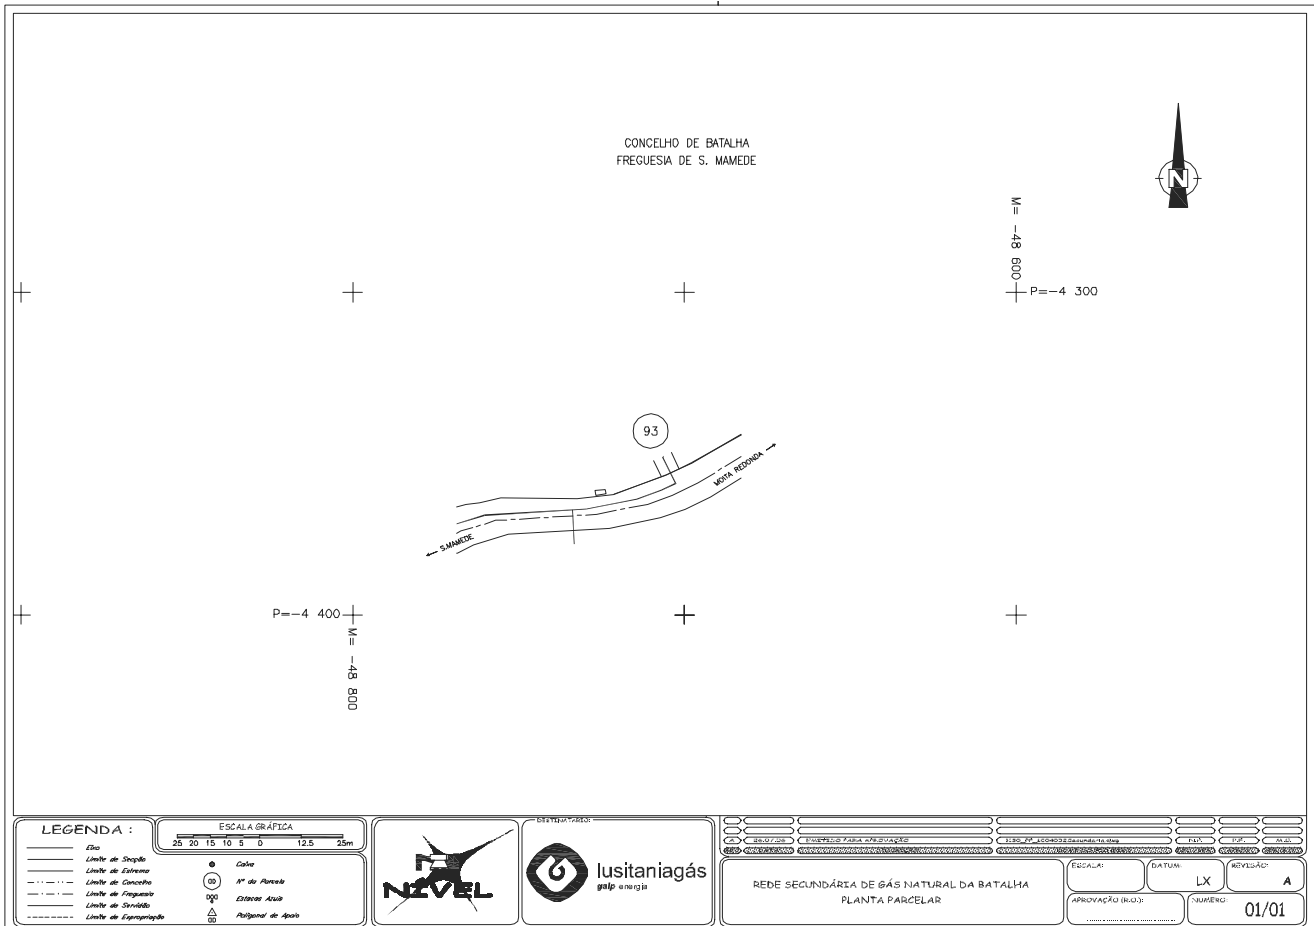 CONCELHO DE BATALHA
FREGUESIA DE S. MAMEDE
N
M= -48 600
P=-4 300
93
MOITA REDONDA
S.MAMEDE
P=-4 400
M= -48 800
LEGENDA :
Eixo
Limite de Secção
Limite de Extrema
Limite de Concelho
Limite de Freguesia
Limite de Servidão
Limite de Expropriação
ESCALA GRÁFICA
25 20 15 10 5 0 12.5 25m
Caixa
Nº da Parcela
Estacas Azuis
Poligonal de Apoio
NÍVEL
DESTINATÁRIO:
lusitaniagás
galp energia
A
REDE SECUNDÁRIA DE GÁS NATURAL DA BATALHA
PLANTA PARCELAR
ESCALA:
DATUM:
LX
REVISÃO:
A
APROVAÇÃO (R.O.):
NUMERO:
01/01